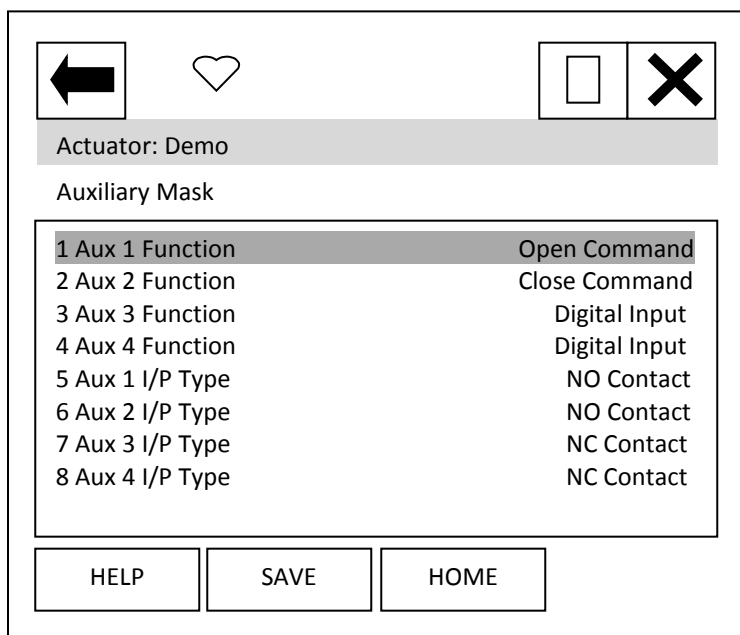 Actuator: Demo
Auxiliary Mask
1 Aux 1 Function Open Command
2 Aux 2 Function Close Command
3 Aux 3 Function Digital Input
4 Aux 4 Function Digital Input
5 Aux 1 I/P Type NO Contact
6 Aux 2 I/P Type NO Contact
7 Aux 3 I/P Type NC Contact
8 Aux 4 I/P Type NC Contact
HELP SAVE HOME